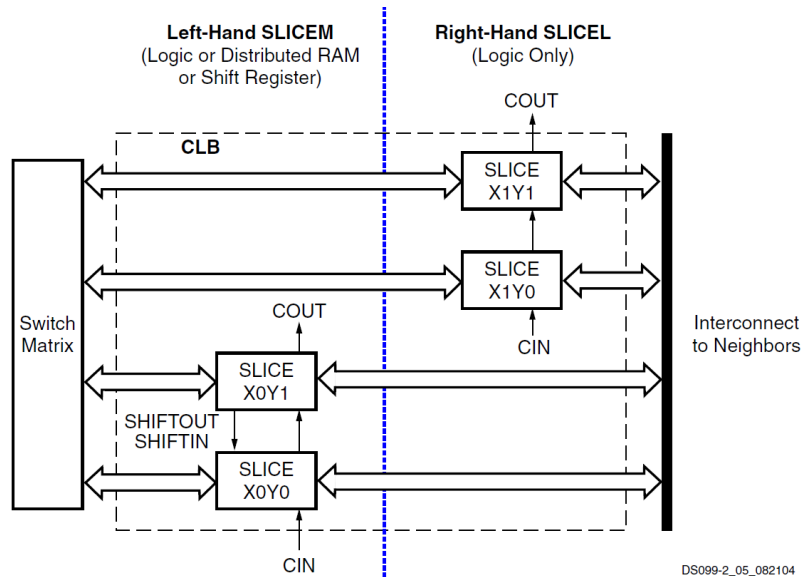 Left-Hand SLICEM
(Logic or Distributed RAM
or Shift Register)
Right-Hand SLICEL
(Logic Only)
COUT
CLB
SLICE
X1Y1
SLICE
X1Y0
COUT
CIN
Switch
Matrix
Interconnect
to Neighbors
SLICE
X0Y1
SHIFTOUT
SHIFTIN
SLICE
X0Y0
CIN
DS099-2_05_082104